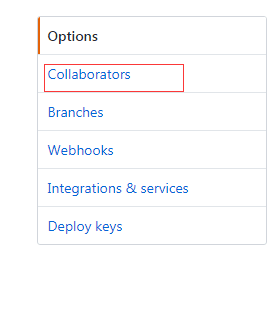 Options
Collaborators
Branches
Webhooks
Integrations & services
Deploy keys